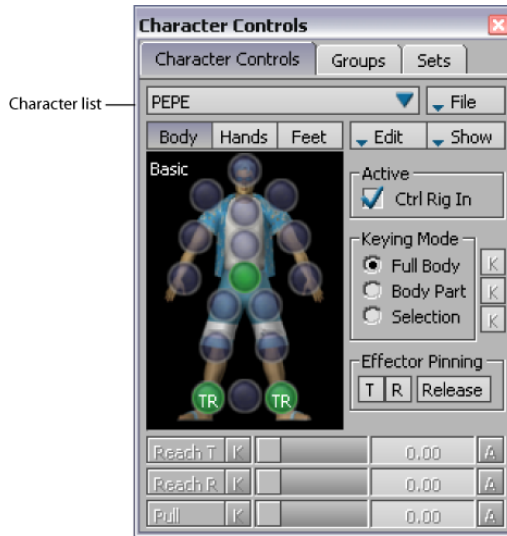 Character Controls
Character Controls Groups Sets
Character list
PEPE File
Body Hands Feet Edit Show
Basic
Active
Ctrl Rig In
Keying Mode
Full Body K
Body Part K
Selection K
Effector Pinning
T R Release
TR TR
Reach T K 0.00 A
Reach R K 0.00 A
Pull K 0.00 A